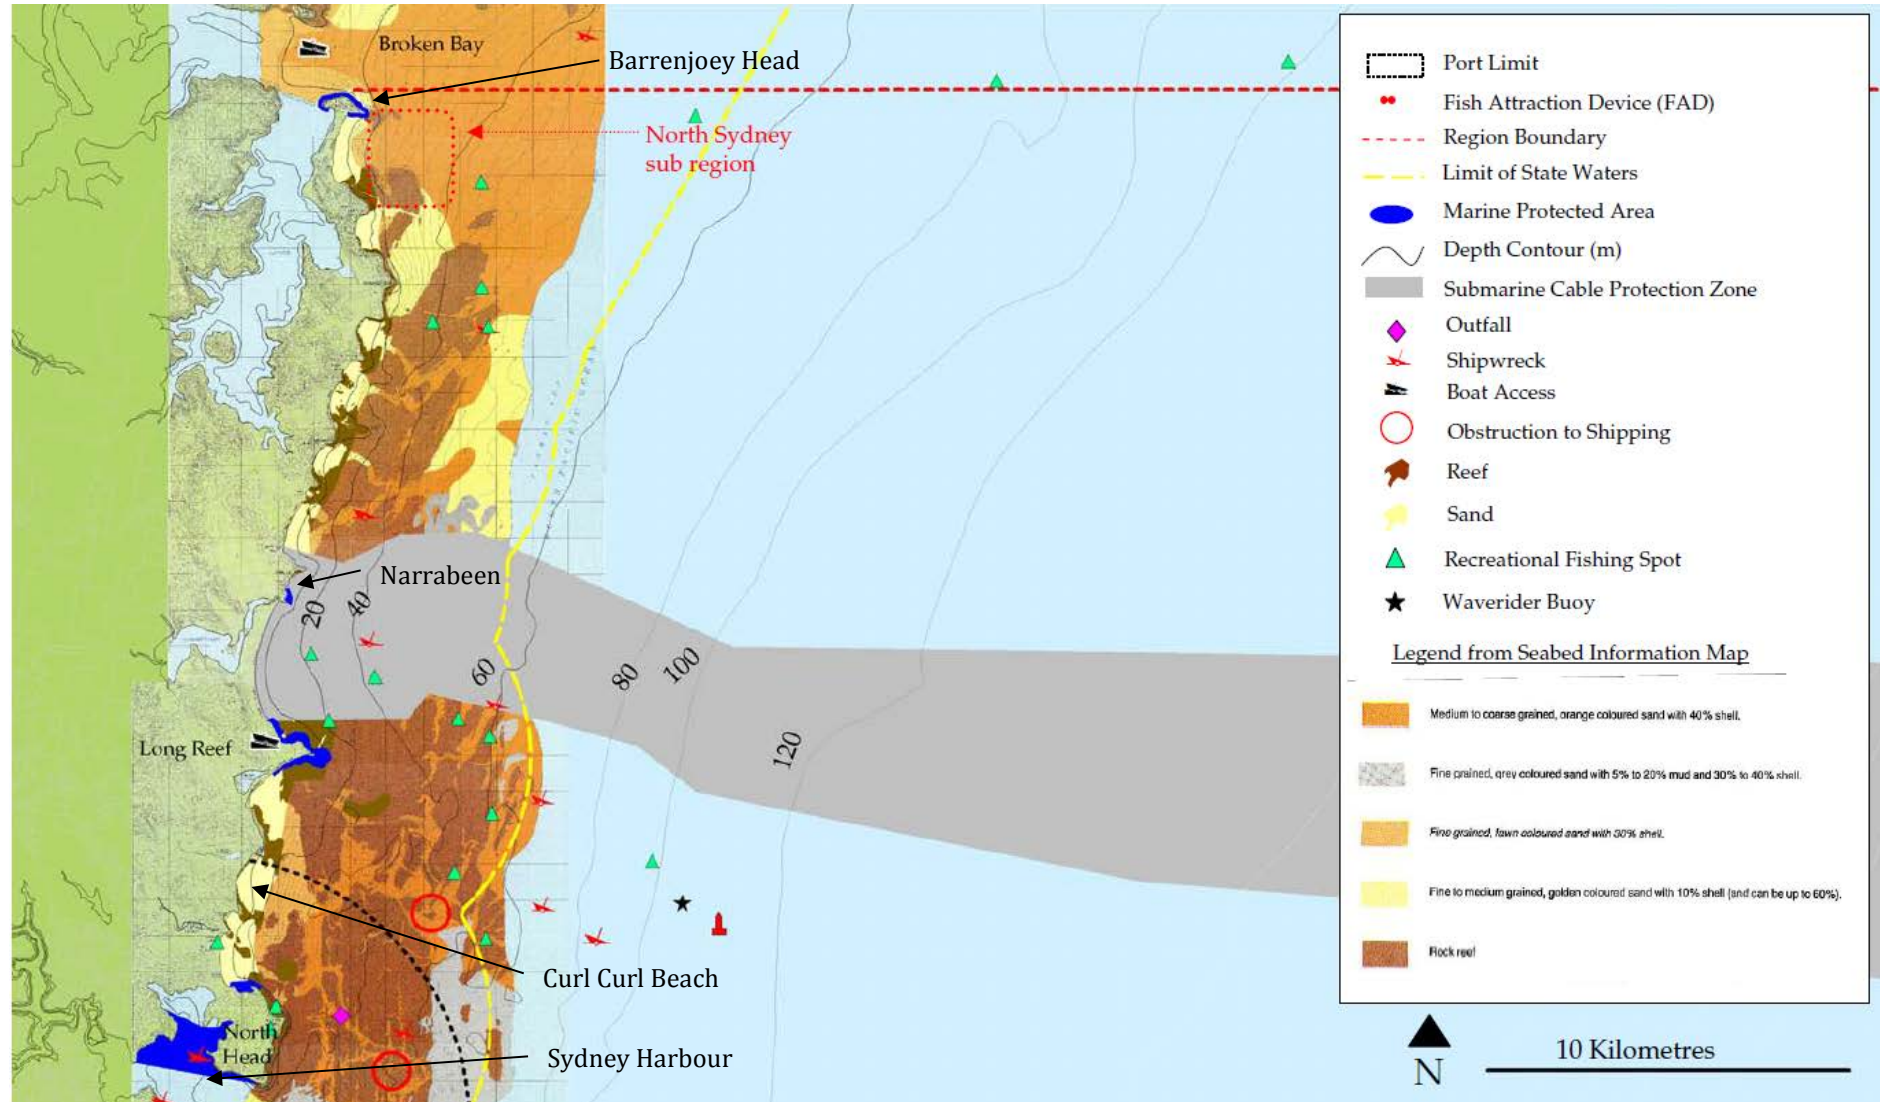 Broken Bay
Barrenjoey Head
North Sydney
sub region
Narrabeen
20
40
60
80
100
120
Long Reef
Curl Curl Beach
North
Head
Sydney Harbour
Port Limit
Fish Attraction Device (FAD)
Region Boundary
Limit of State Waters
Marine Protected Area
Depth Contour (m)
Submarine Cable Protection Zone
Outfall
Shipwreck
Boat Access
Obstruction to Shipping
Reef
Sand
Recreational Fishing Spot
Waverider Buoy
Legend from Seabed Information Map
Medium to coarse grained, orange coloured sand with 40% shell.
Fine grained, grey coloured sand with 5% to 20% mud and 30% to 40% shell.
Fine grained, fawn coloured sand with 30% shell.
Fine to medium grained, golden coloured sand with 10% shell (and can be up to 60%).
Rock reef
N
10 Kilometres